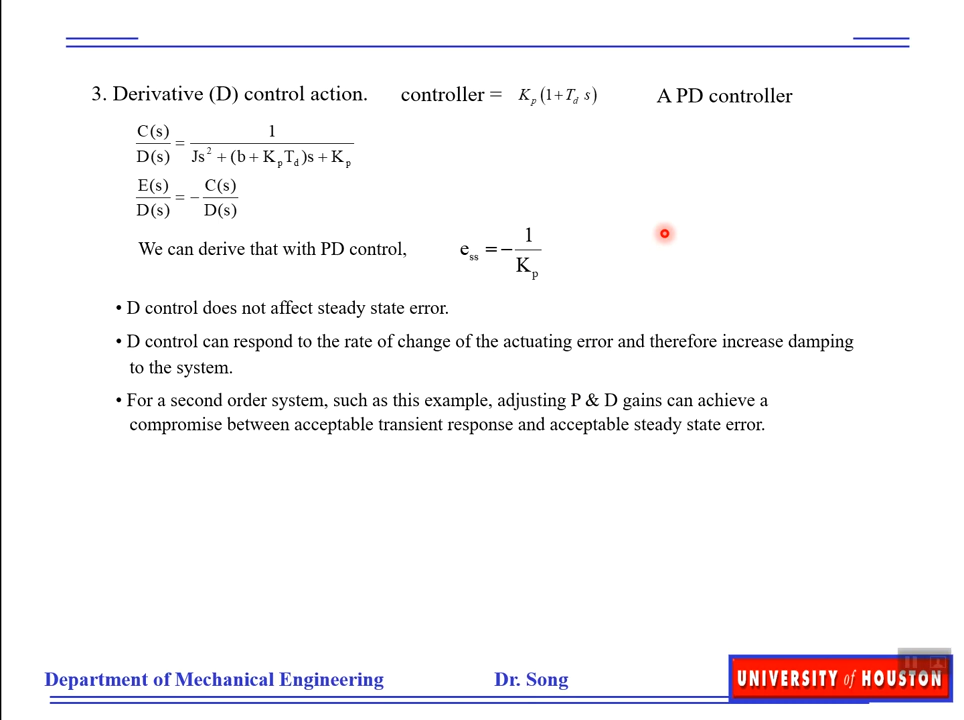 3. Derivative (D) control action. controller = K_p (1+T_d s) A PD controller
C(s)/D(s) = 1/(Js² + (b + K_pT_d)s + K_p)
E(s)/D(s) = − C(s)/D(s)
We can derive that with PD control, e_ss = − 1/K_p
• D control does not affect steady state error.
• D control can respond to the rate of change of the actuating error and therefore increase damping
to the system.
• For a second order system, such as this example, adjusting P & D gains can achieve a
compromise between acceptable transient response and acceptable steady state error.
Department of Mechanical Engineering Dr. Song UNIVERSITY of HOUSTON